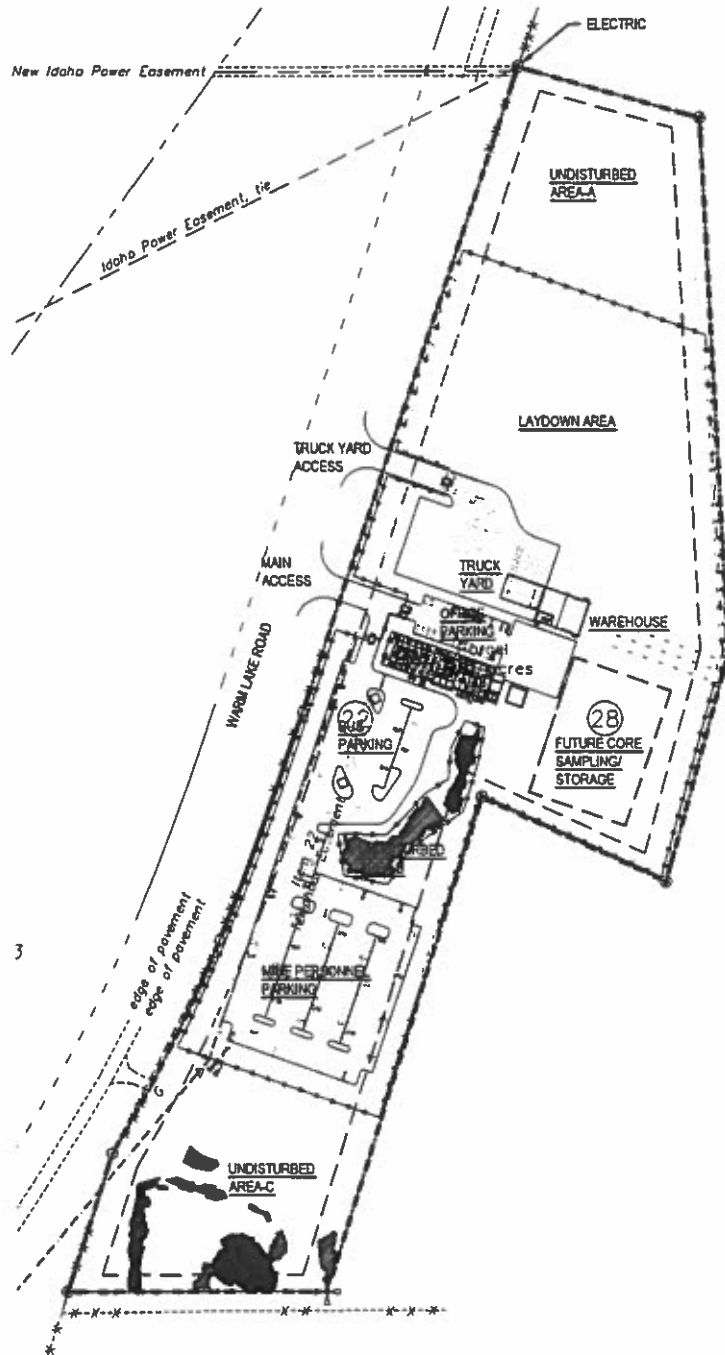 ELECTRIC
New Idaho Power Easement
Idaho Power Easement, tie
UNDISTURBED
AREA-A
LAYDOWN AREA
TRUCK YARD
ACCESS
TRUCK
YARD
MAIN
ACCESS
OFFICE
PARKING
WAREHOUSE
WARM LAKE ROAD
22
BUS
PARKING
28
FUTURE CORE
SAMPLING/
STORAGE
edge of pavement
edge of pavement
3
MINE PERSONNEL
PARKING
G
UNDISTURBED
AREA-C